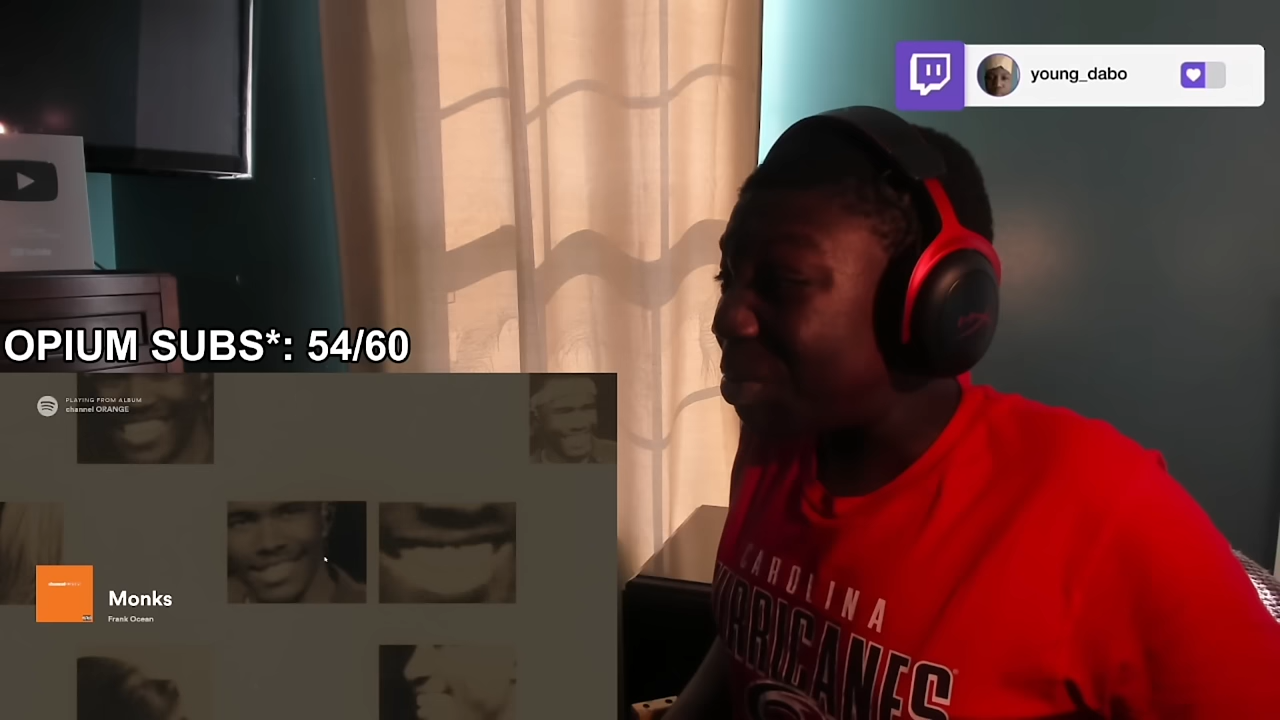 young_dabo
OPIUM SUBS*: 54/60
PLAYING FROM ALBUM
channel ORANGE
Monks
Frank Ocean
CAROLINA
HURRICANES